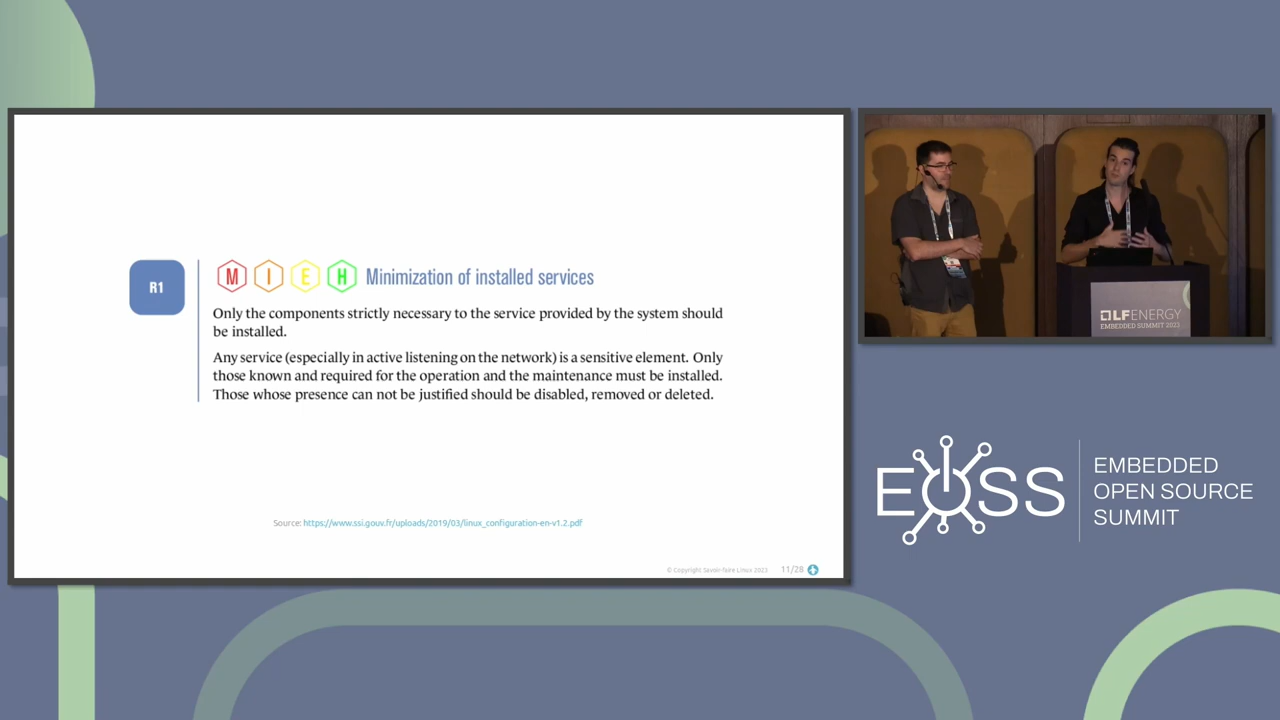 R1
M I E H Minimization of installed services
Only the components strictly necessary to the service provided by the system should
be installed.
Any service (especially in active listening on the network) is a sensitive element. Only
those known and required for the operation and the maintenance must be installed.
Those whose presence can not be justified should be disabled, removed or deleted.
Source: https://www.ssi.gouv.fr/uploads/2019/03/linux_configuration-en-v1.2.pdf
© Copyright Savoir-faire Linux 2023 11/28
LFENERGY
EMBEDDED SUMMIT 2023
EOSS
EMBEDDED
OPEN SOURCE
SUMMIT